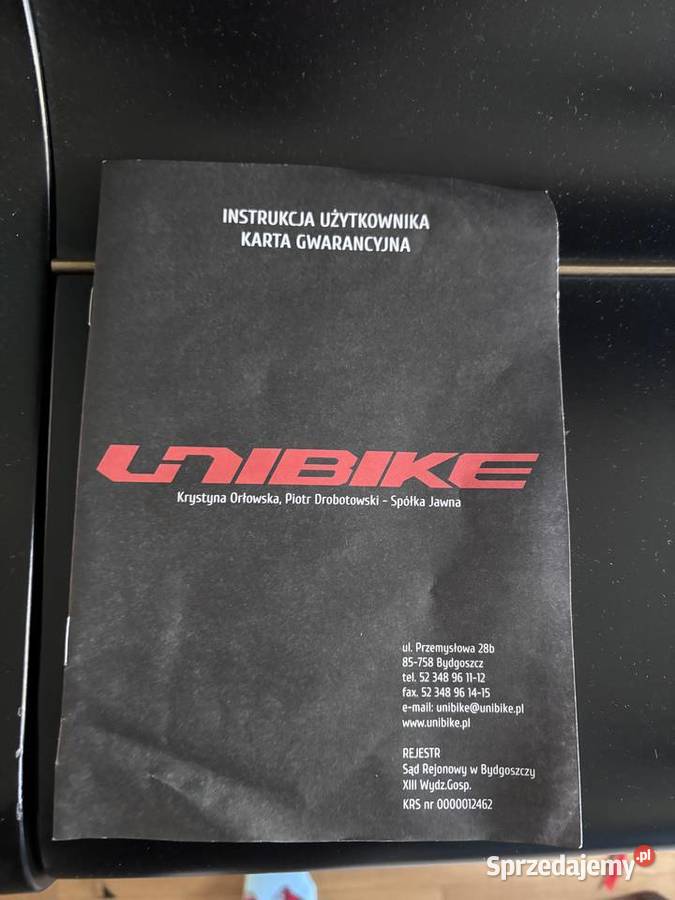 INSTRUKCJA UŻYTKOWNIKA
KARTA GWARANCYJNA
UNIBIKE
Krystyna Orłowska, Piotr Drobotowski - Spółka Jawna
ul. Przemysłowa 28b
85-758 Bydgoszcz
tel. 52 348 96 11-12
fax. 52 348 96 14-15
e-mail: unibike@unibike.pl
www.unibike.pl
REJESTR
Sąd Rejonowy w Bydgoszczy
XIII Wydz.Gosp.
KRS nr 0000012462
Sprzedajemy.pl